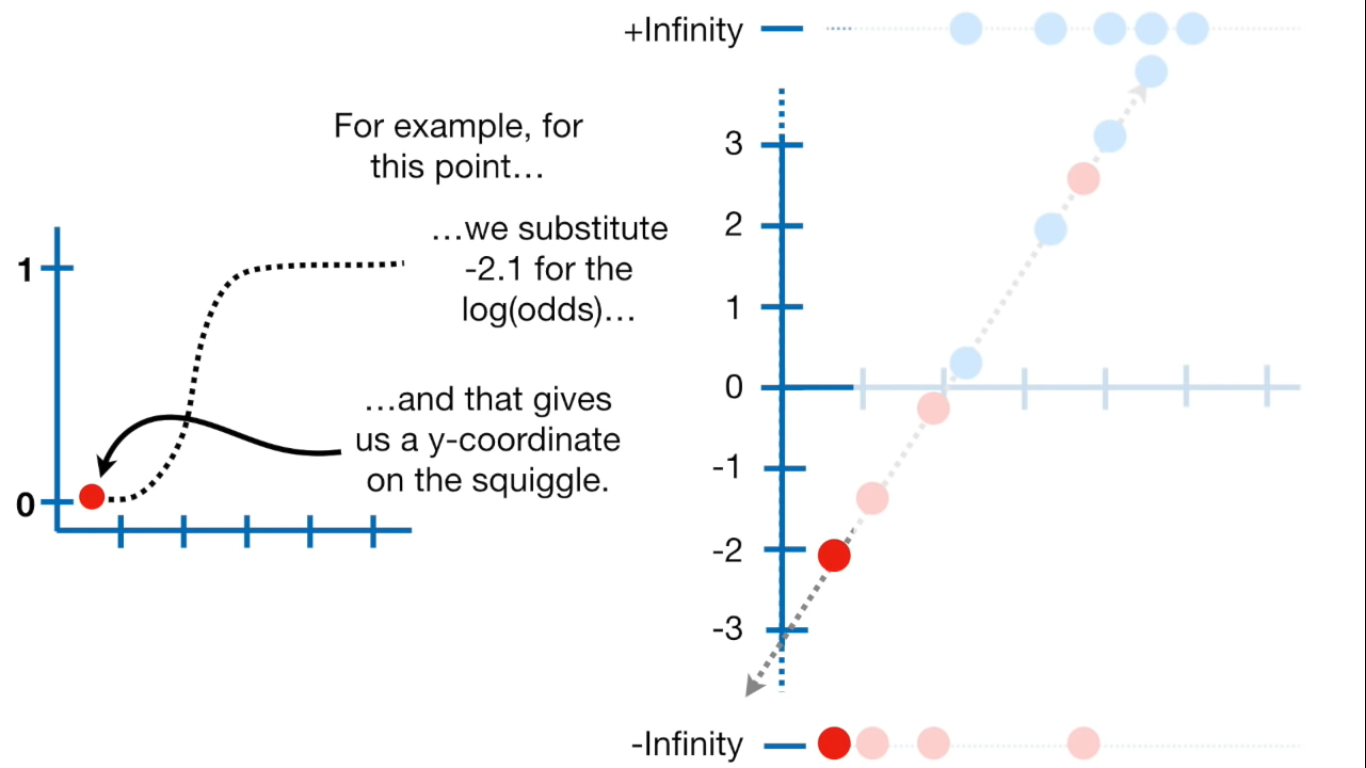 +Infinity
For example, for
this point…
…we substitute
-2.1 for the
log(odds)…
…and that gives
us a y-coordinate
on the squiggle.
1
0
3
2
1
0
-1
-2
-3
-Infinity